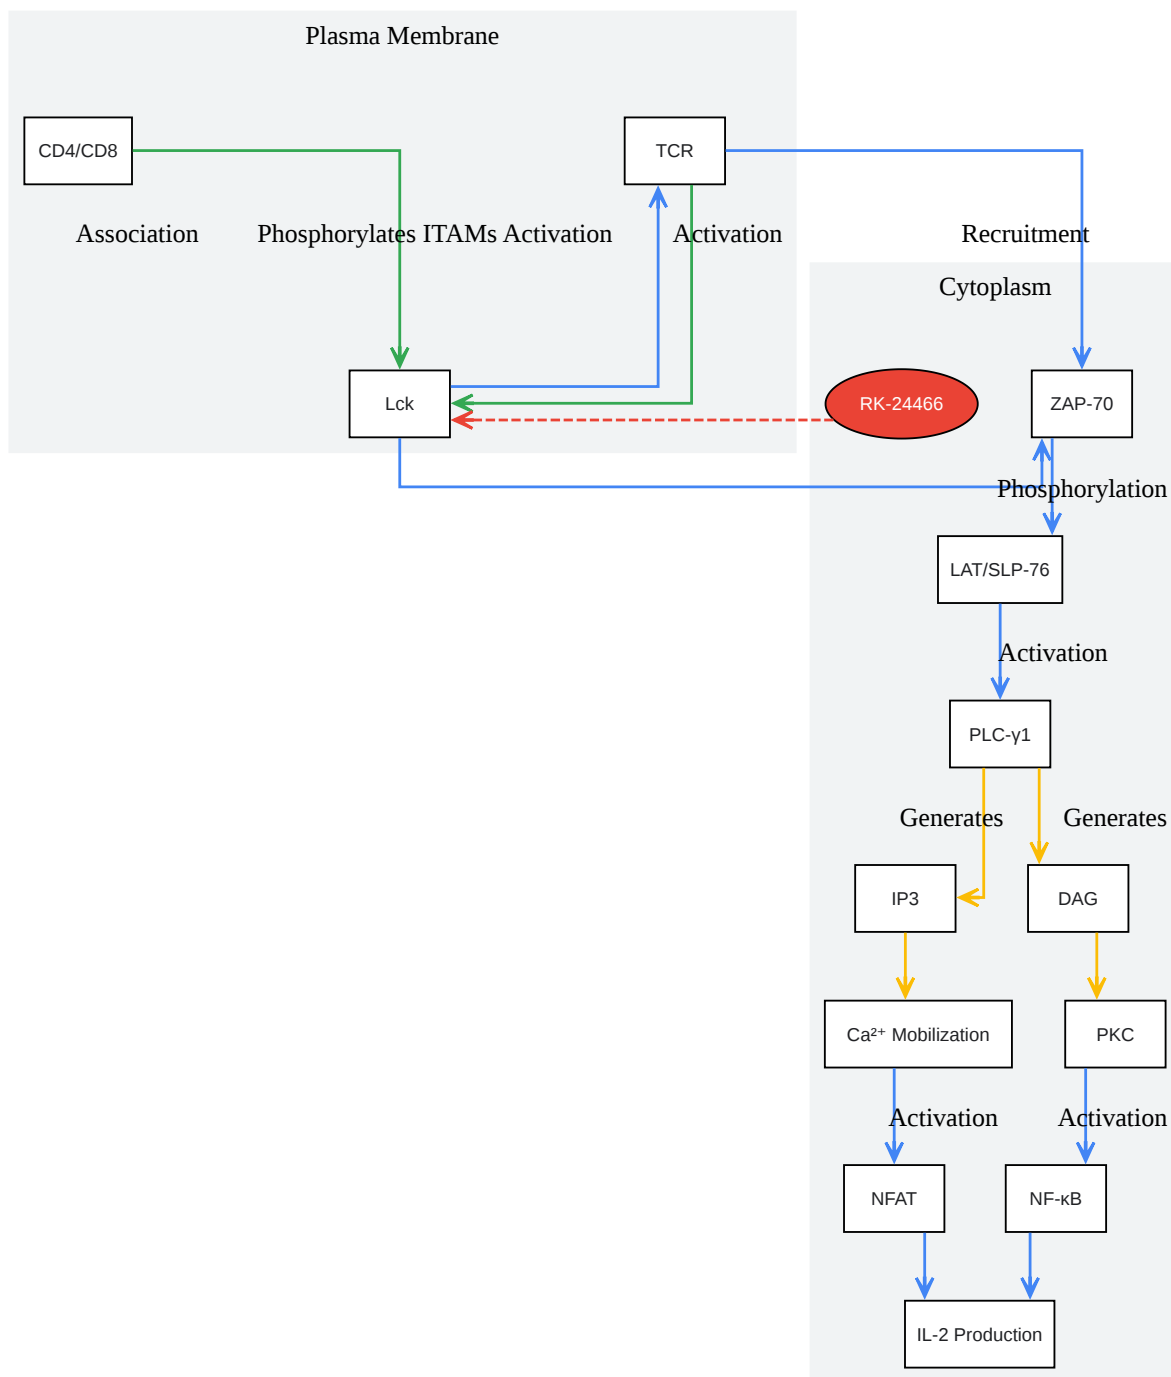 Plasma Membrane
CD4/CD8
TCR
Association
Phosphorylates ITAMs
Activation
Activation
Recruitment
Cytoplasm
Lck
RK-24466
ZAP-70
Phosphorylation
LAT/SLP-76
Activation
PLC-γ1
Generates
Generates
IP3
DAG
Ca²⁺ Mobilization
PKC
Activation
Activation
NFAT
NF-κB
IL-2 Production